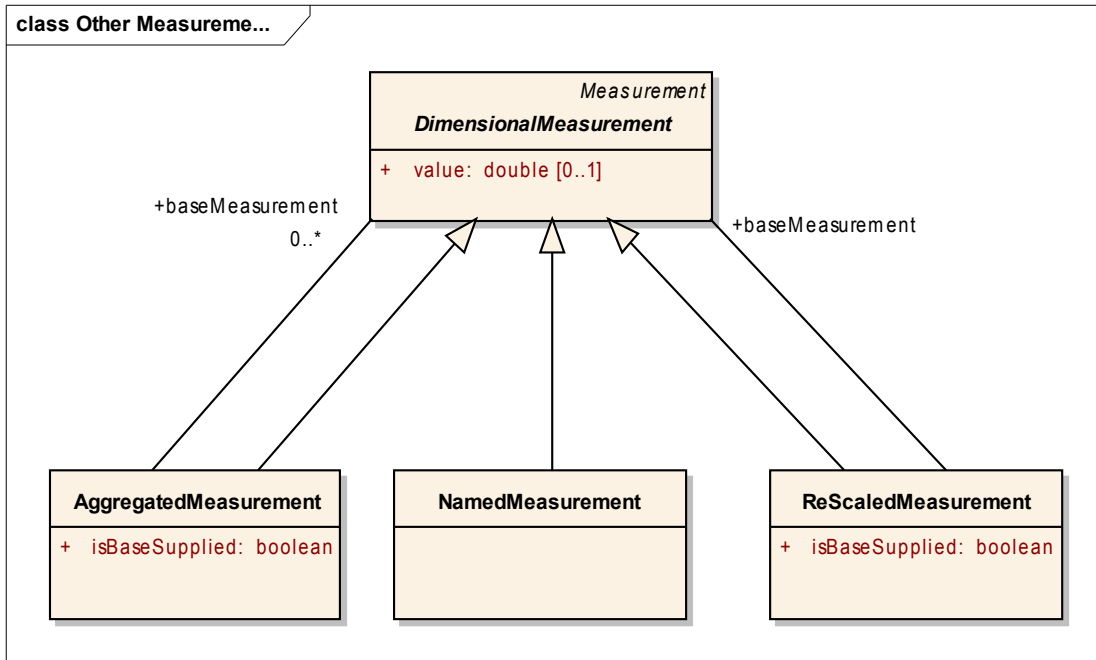 class Other Measureme...
Measurement
DimensionalMeasurement
+ value: double [0..1]
+baseMeasurement
0..*
+baseMeasurement
AggregatedMeasurement
+ isBaseSupplied: boolean
NamedMeasurement
ReScaledMeasurement
+ isBaseSupplied: boolean